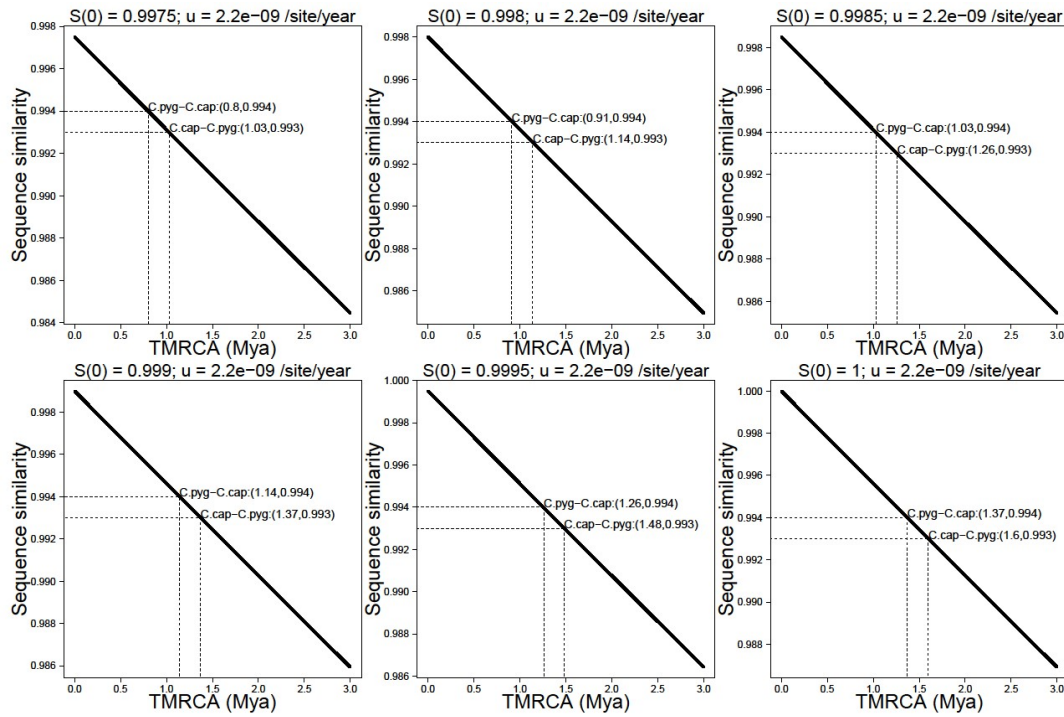 S(0) = 0.9975; u = 2.2e−09 /site/year
0.998
0.996
0.994
0.992
0.990
0.988
0.986
0.984
Sequence similarity
C.pyg−C.cap:(0.8,0.994)
C.cap−C.pyg:(1.03,0.993)
0.0 0.5 1.0 1.5 2.0 2.5 3.0
TMRCA (Mya)
S(0) = 0.998; u = 2.2e−09 /site/year
0.998
0.996
0.994
0.992
0.990
0.988
0.986
Sequence similarity
C.pyg−C.cap:(0.91,0.994)
C.cap−C.pyg:(1.14,0.993)
0.0 0.5 1.0 1.5 2.0 2.5 3.0
TMRCA (Mya)
S(0) = 0.9985; u = 2.2e−09 /site/year
0.998
0.996
0.994
0.992
0.990
0.988
0.986
Sequence similarity
C.pyg−C.cap:(1.03,0.994)
C.cap−C.pyg:(1.26,0.993)
0.0 0.5 1.0 1.5 2.0 2.5 3.0
TMRCA (Mya)
S(0) = 0.999; u = 2.2e−09 /site/year
0.998
0.996
0.994
0.992
0.990
0.988
0.986
Sequence similarity
C.pyg−C.cap:(1.14,0.994)
C.cap−C.pyg:(1.37,0.993)
0.0 0.5 1.0 1.5 2.0 2.5 3.0
TMRCA (Mya)
S(0) = 0.9995; u = 2.2e−09 /site/year
1.000
0.998
0.996
0.994
0.992
0.990
0.988
0.986
Sequence similarity
C.pyg−C.cap:(1.26,0.994)
C.cap−C.pyg:(1.48,0.993)
0.0 0.5 1.0 1.5 2.0 2.5 3.0
TMRCA (Mya)
S(0) = 1; u = 2.2e−09 /site/year
1.000
0.998
0.996
0.994
0.992
0.990
0.988
Sequence similarity
C.pyg−C.cap:(1.37,0.994)
C.cap−C.pyg:(1.6,0.993)
0.0 0.5 1.0 1.5 2.0 2.5 3.0
TMRCA (Mya)